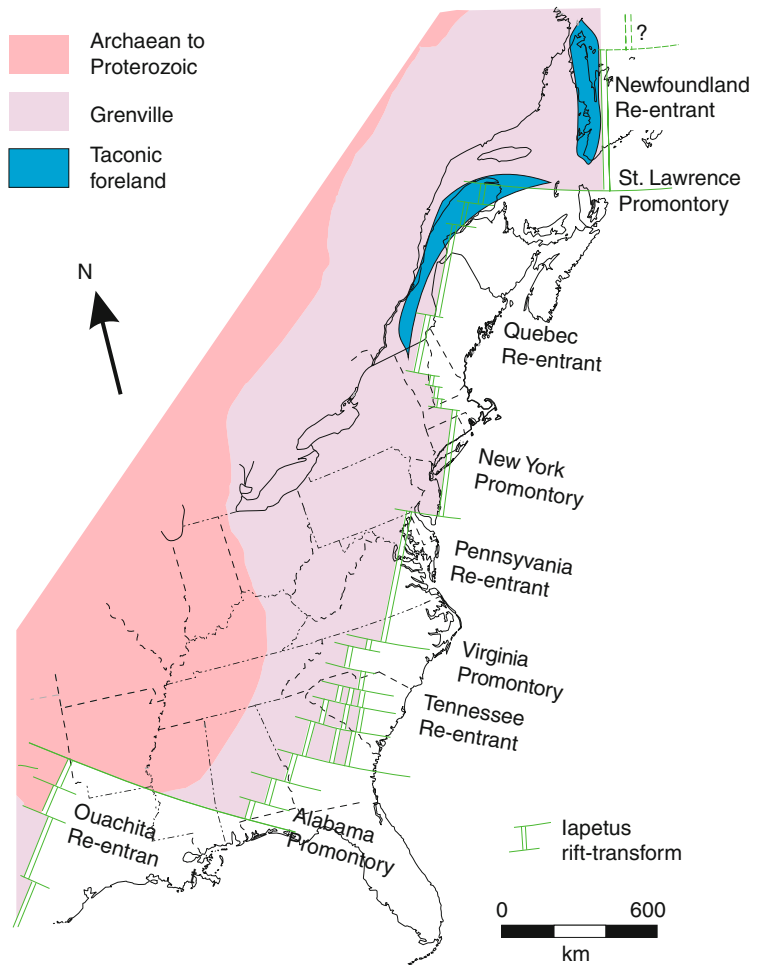 Archaean to
Proterozoic
Grenville
Taconic
foreland
N
?
Newfoundland
Re-entrant
St. Lawrence
Promontory
Quebec
Re-entrant
New York
Promontory
Pennsyvania
Re-entrant
Virginia
Promontory
Tennessee
Re-entrant
Ouachita
Re-entran
Alabama
Promontory
Iapetus
rift-transform
0 600
km